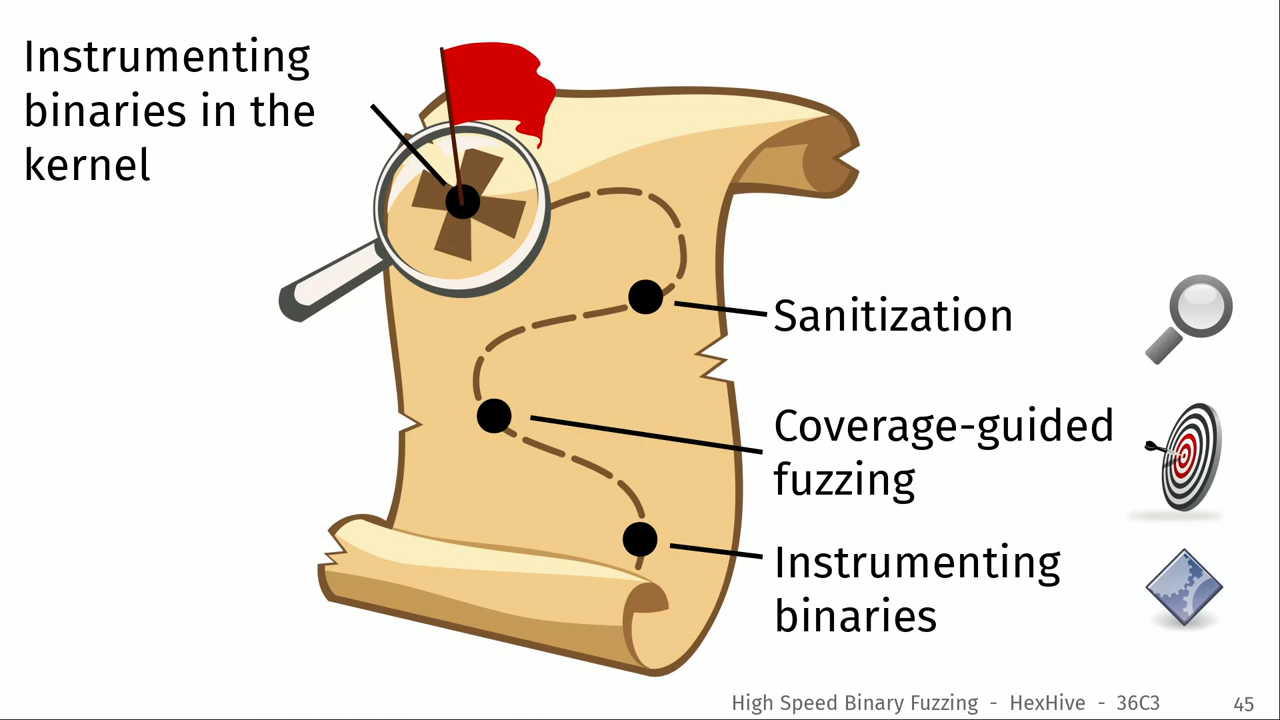 Instrumenting
binaries in the
kernel
Sanitization
Coverage-guided
fuzzing
Instrumenting
binaries
High Speed Binary Fuzzing - HexHive - 36C3
45